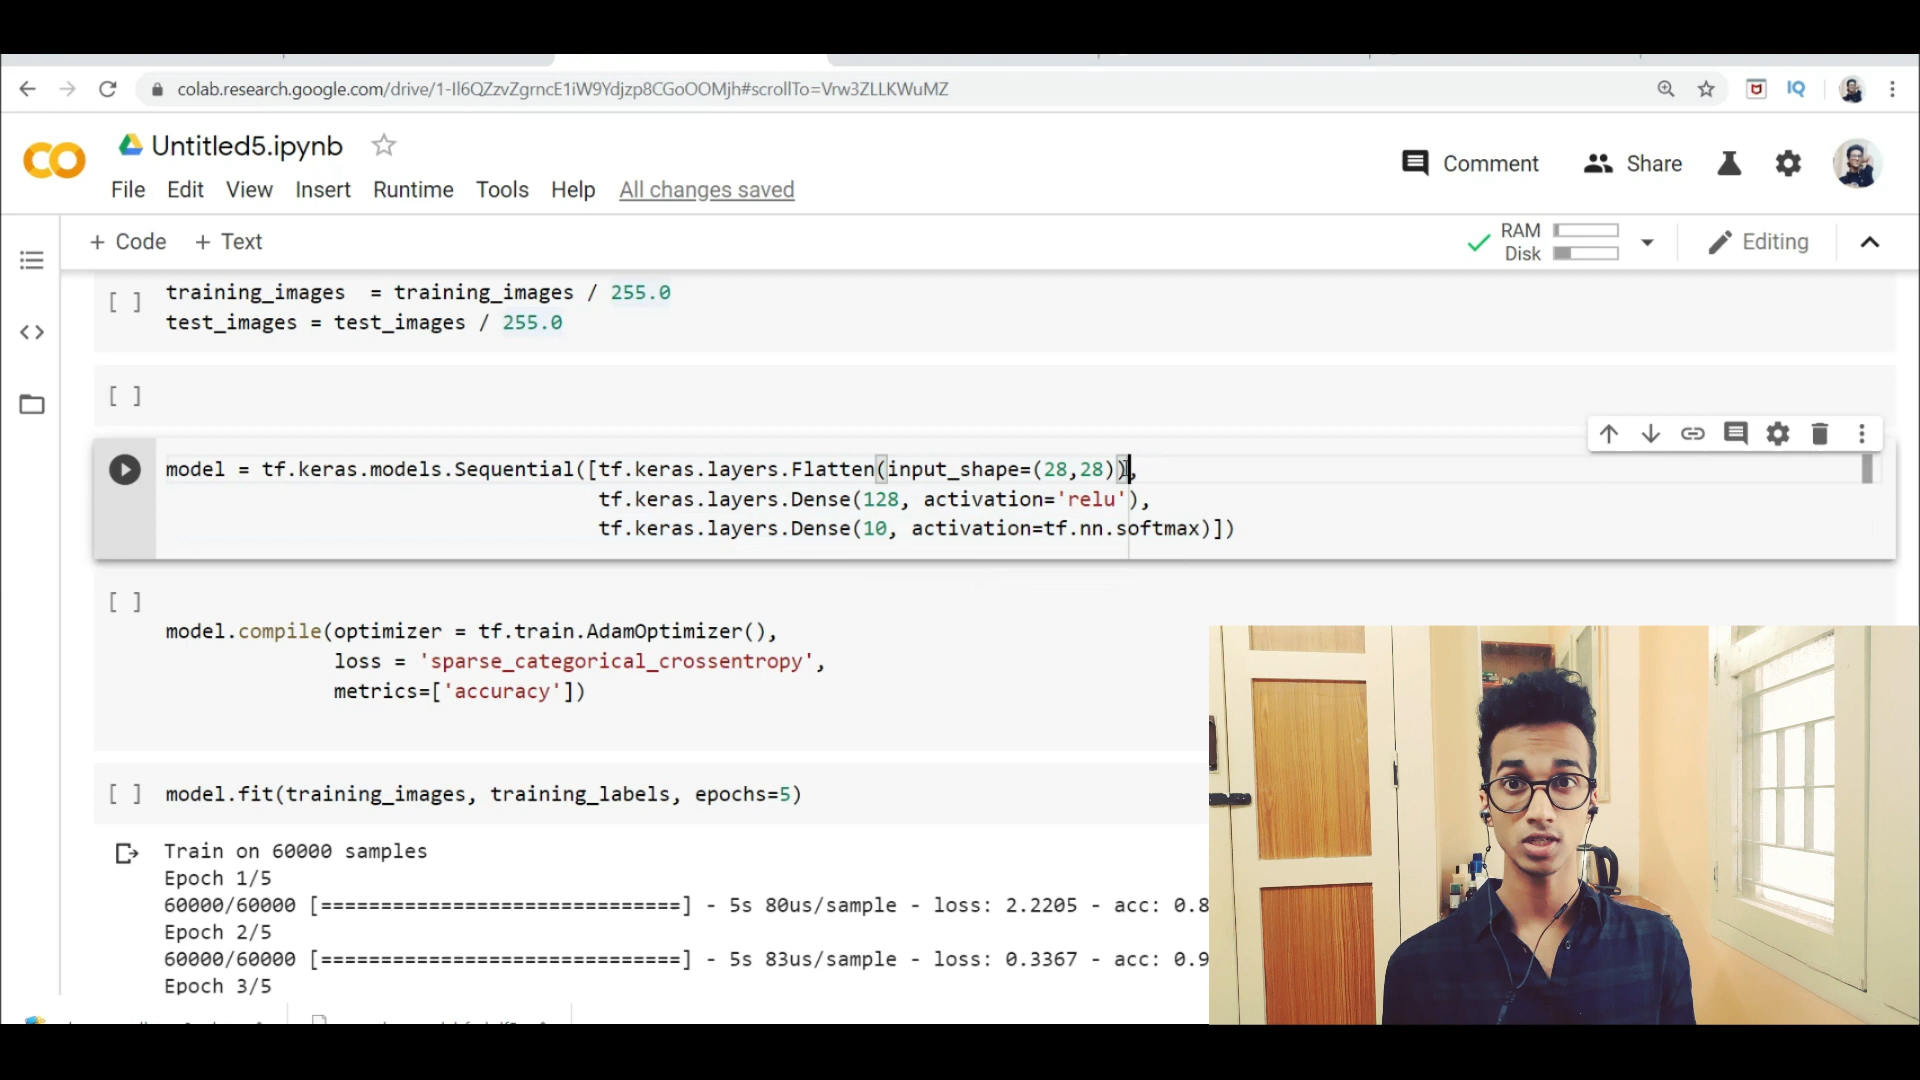 colab.research.google.com/drive/1-Il6QZzvZgrncE1iW9Ydjzp8CGoOOMjh#scrollTo=Vrw3ZLLKWuMZ
IQ
CO
Untitled5.ipynb
Comment
Share
File Edit View Insert Runtime Tools Help All changes saved
+ Code + Text
RAM
Disk
Editing
[ ] training_images  = training_images / 255.0
test_images = test_images / 255.0
[ ]
model = tf.keras.models.Sequential([tf.keras.layers.Flatten(input_shape=(28,28)),
tf.keras.layers.Dense(128, activation='relu'),
tf.keras.layers.Dense(10, activation=tf.nn.softmax)])
[ ]
model.compile(optimizer = tf.train.AdamOptimizer(),
loss = 'sparse_categorical_crossentropy',
metrics=['accuracy'])
[ ] model.fit(training_images, training_labels, epochs=5)
Train on 60000 samples
Epoch 1/5
60000/60000 [==============================] - 5s 80us/sample - loss: 2.2205 - acc: 0.8
Epoch 2/5
60000/60000 [==============================] - 5s 83us/sample - loss: 0.3367 - acc: 0.9
Epoch 3/5